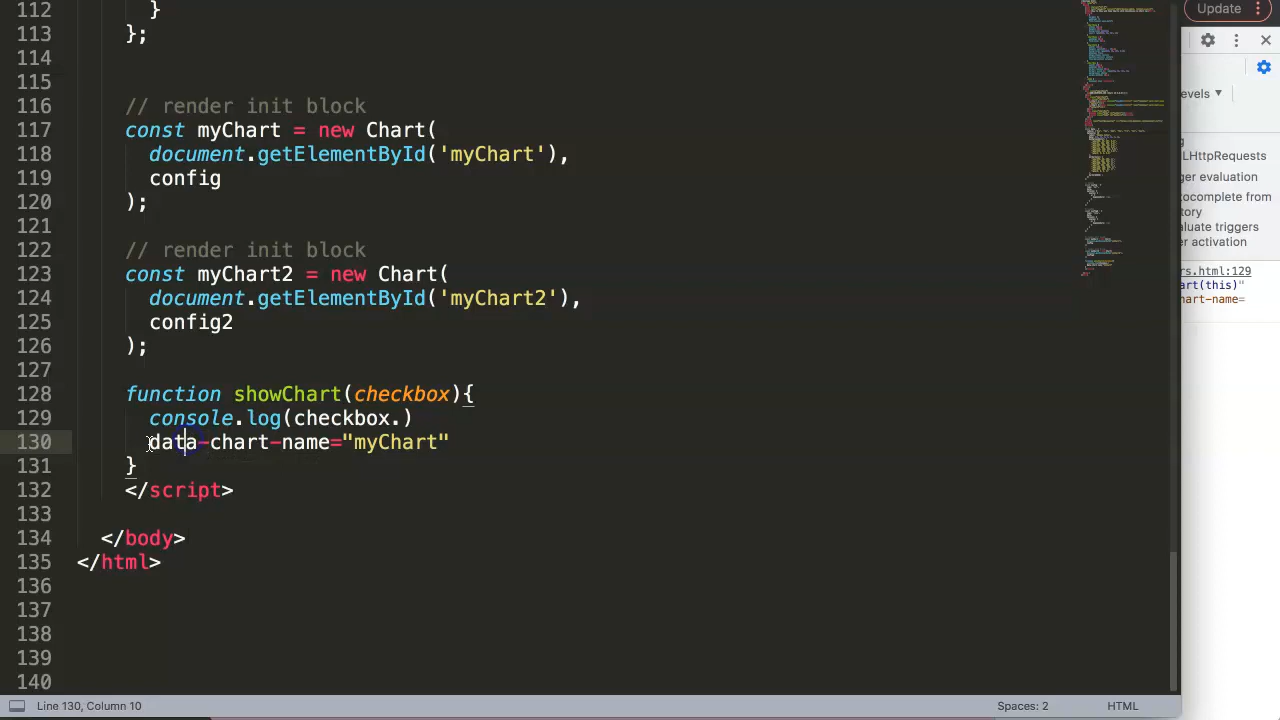 112 }
113 };
114
115
116 // render init block
117 const myChart = new Chart(
118 document.getElementById('myChart'),
119 config
120 );
121
122 // render init block
123 const myChart2 = new Chart(
124 document.getElementById('myChart2'),
125 config2
126 );
127
128 function showChart(checkbox){
129 console.log(checkbox.)
130 data-chart-name="myChart"
131 }
132 </script>
133
134 </body>
135 </html>
136
137
138
139
140
Line 130, Column 10
Spaces: 2
HTML
Update
evels
LHttpRequests
ger evaluation
tocomplete from
tory
aluate triggers
er activation
rs.html:129
art(this)"
hart-name=